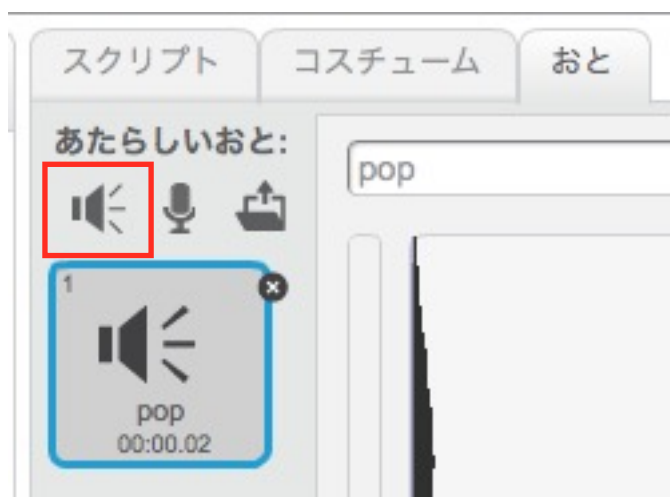 スクリプト
コスチューム
おと
あたらしいおと:
pop
1
pop
00:00.02